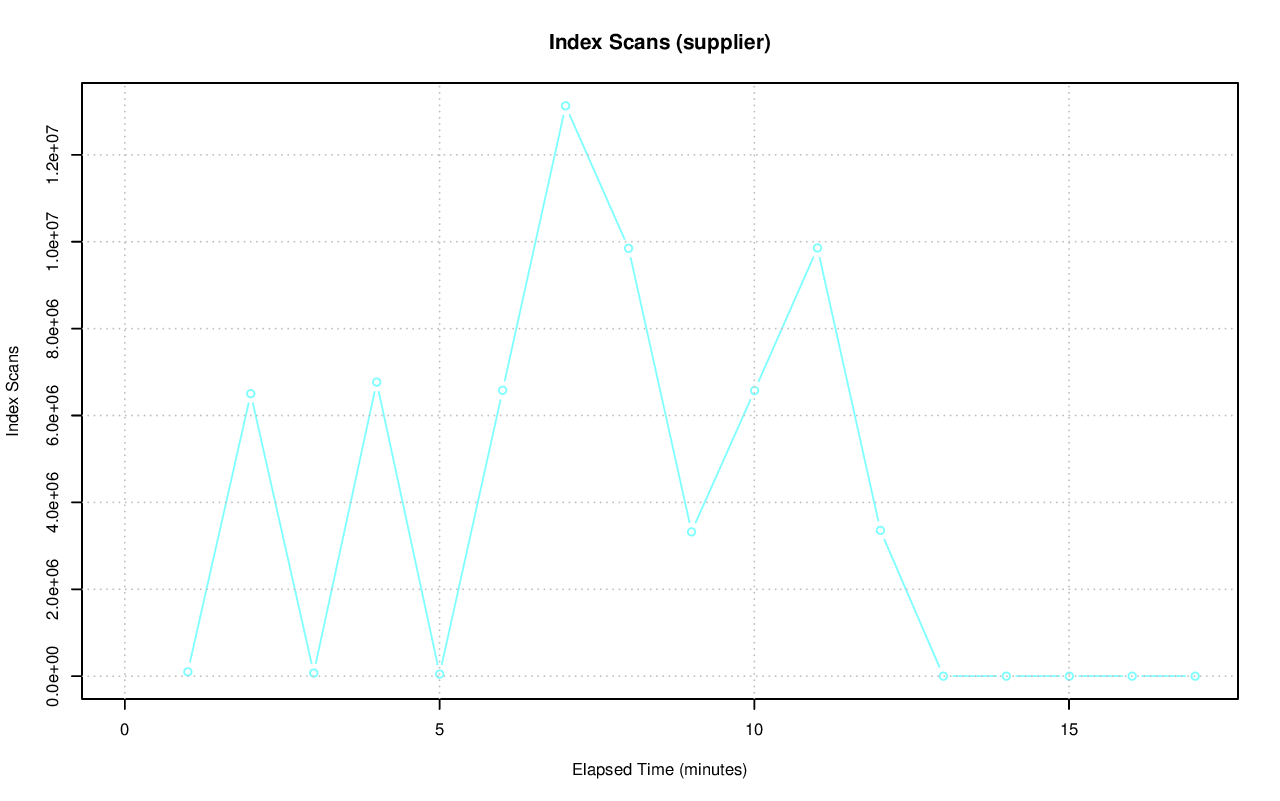 Index Scans (supplier)
Index Scans
1.2e+07
1.0e+07
8.0e+06
6.0e+06
4.0e+06
2.0e+06
0.0e+00
0 5 10 15
Elapsed Time (minutes)